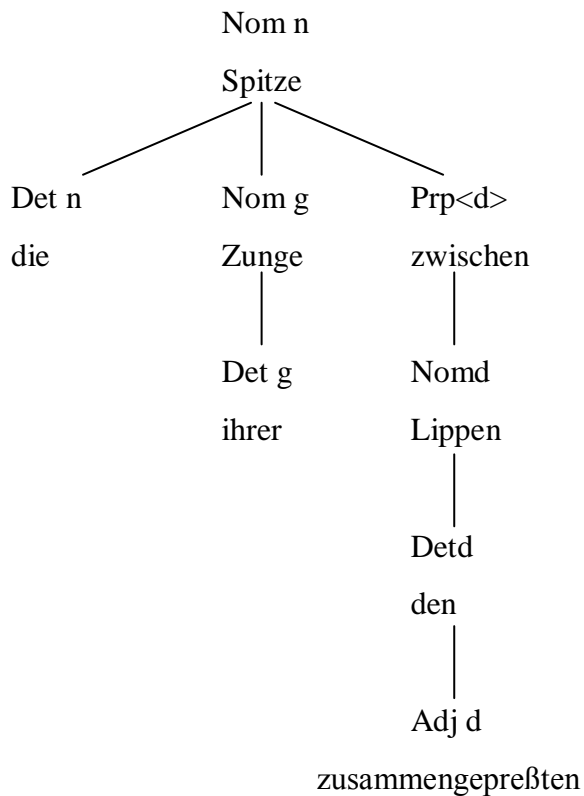 Nom n
Spitze
Det n Nom g Prp<d>
die Zunge zwischen
Det g Nomd
ihrer Lippen
Detd
den
Adj d
zusammengepreßten